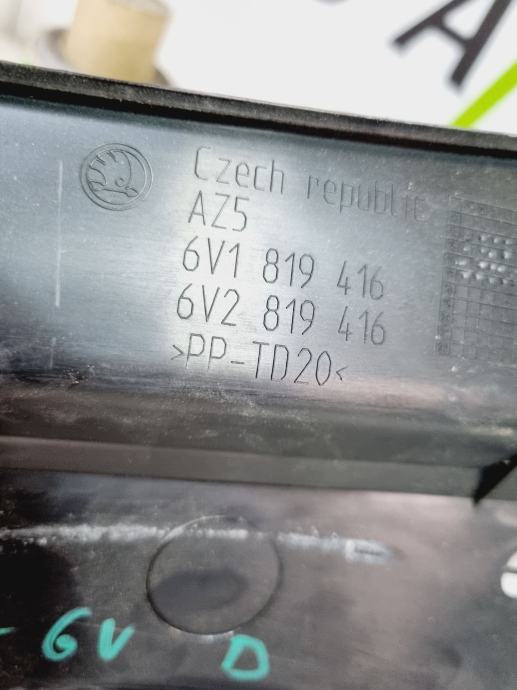 Czech republic
AZ5
6V1 819 416
6V2 819 416
>PP-TD20<
- 6V D